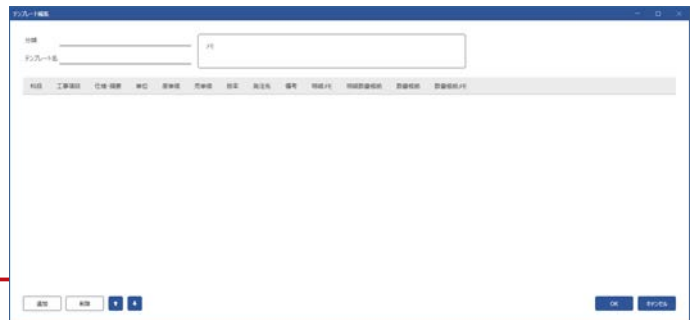 テンプレート編集
分類
メモ
テンプレート名
科目 工事項目 仕様・摘要 単位 原単価 売単価 掛率 発注先 備考 明細メモ 明細数量根拠 数量根拠 数量根拠メモ
追加 削除 OK キャンセル